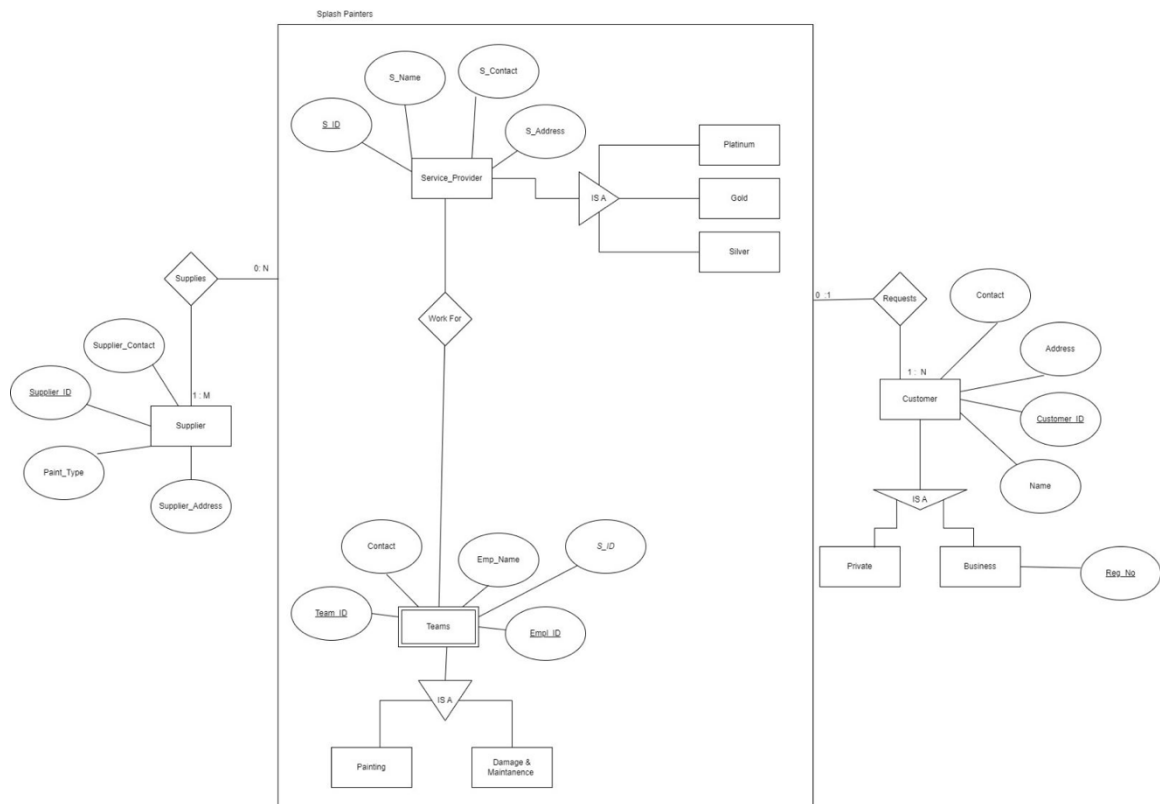 Splash Painters
S_Name
S_Contact
S_ID
S_Address
Service_Provider
IS A
Platinum
Gold
Silver
Supplies
0: N
Work For
0 :1
Requests
Contact
Address
Customer_ID
Name
1 : N
Customer
IS A
Private
Business
Reg_No
Supplier_Contact
Supplier_ID
1 : M
Supplier
Paint_Type
Supplier_Address
Contact
Emp_Name
S_ID
Team_ID
Teams
Empl_ID
IS A
Painting
Damage &
Maintanence